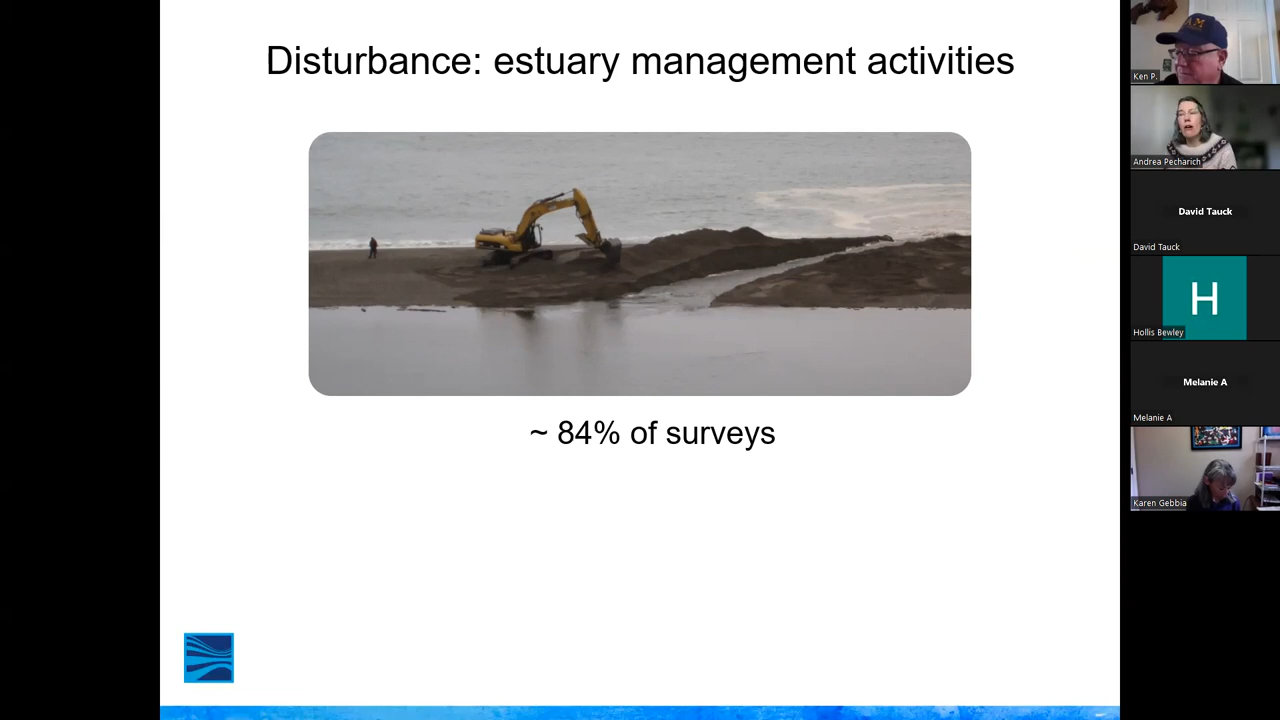 Disturbance: estuary management activities
~ 84% of surveys
AM
Ken P.
Andrea Pecharich
David Tauck
David Tauck
H
Hollis Bewley
Melanie A
Melanie A
Karen Gebbia